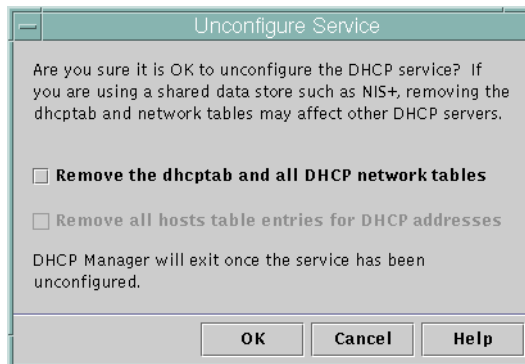 Unconfigure Service
Are you sure it is OK to unconfigure the DHCP service? If
you are using a shared data store such as NIS+, removing the
dhcptab and network tables may affect other DHCP servers.
Remove the dhcptab and all DHCP network tables
Remove all hosts table entries for DHCP addresses
DHCP Manager will exit once the service has been
unconfigured.
OK Cancel Help